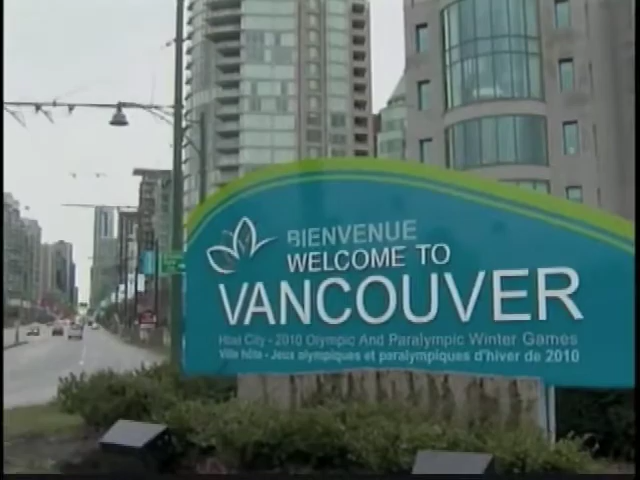 BIENVENUE
WELCOME TO
VANCOUVER
Host City - 2010 Olympic And Paralympic Winter Games
Ville hôte - Jeux olympiques et paralympiques d'hiver de 2010